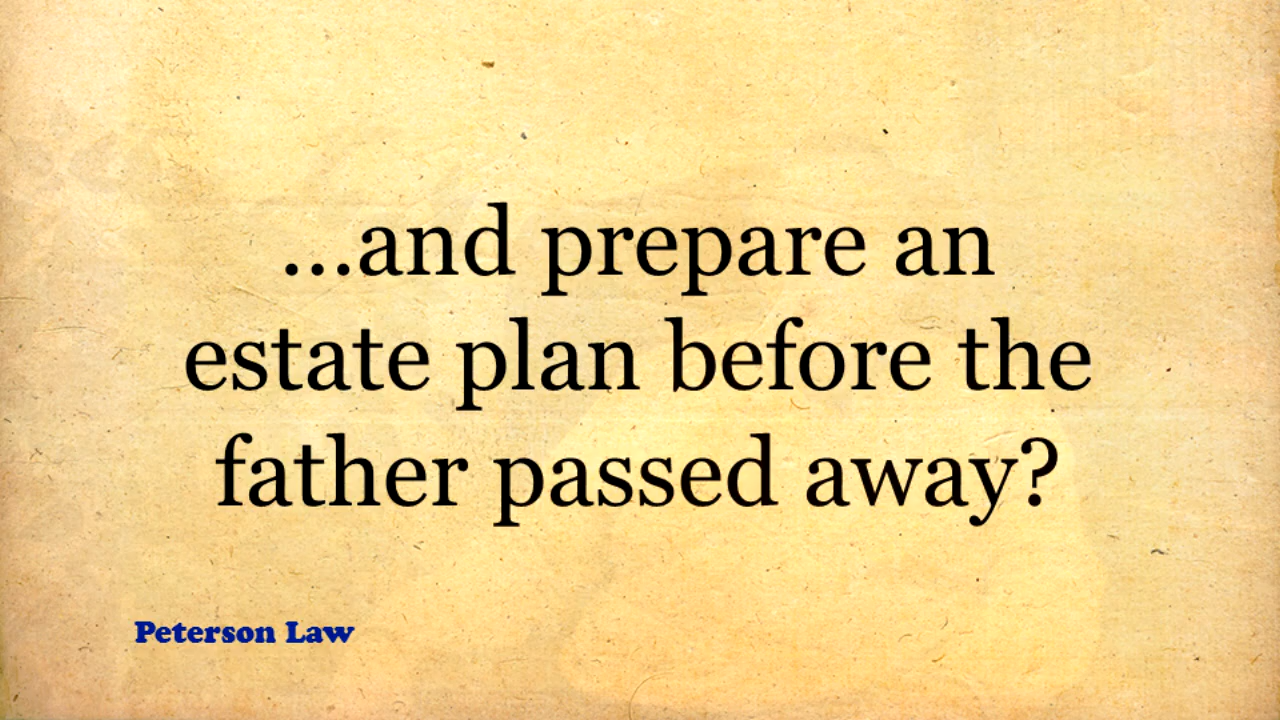 ...and prepare an
estate plan before the
father passed away?
Peterson Law